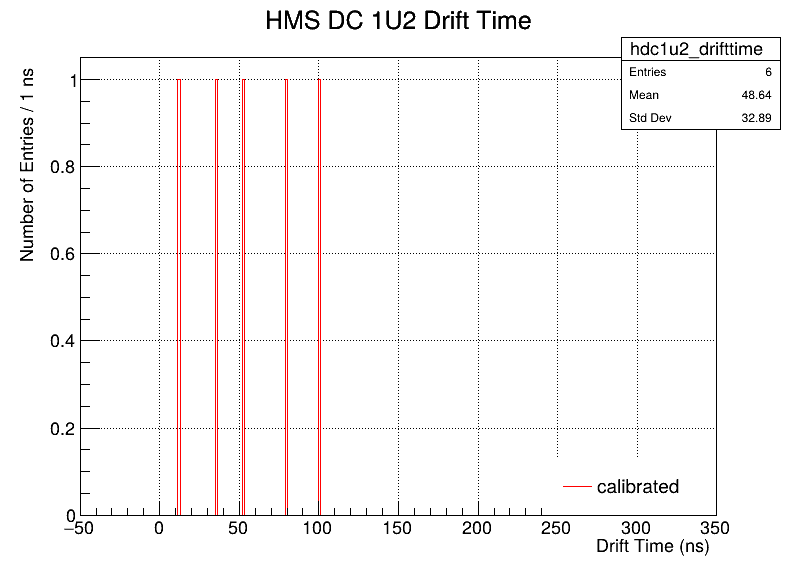 HMS DC 1U2 Drift Time
hdc1u2_drifttime
Entries 6
Mean 48.64
Std Dev 32.89
Number of Entries / 1 ns
1
0.8
0.6
0.4
0.2
0
−50 0 50 100 150 200 250 300 350
Drift Time (ns)
calibrated